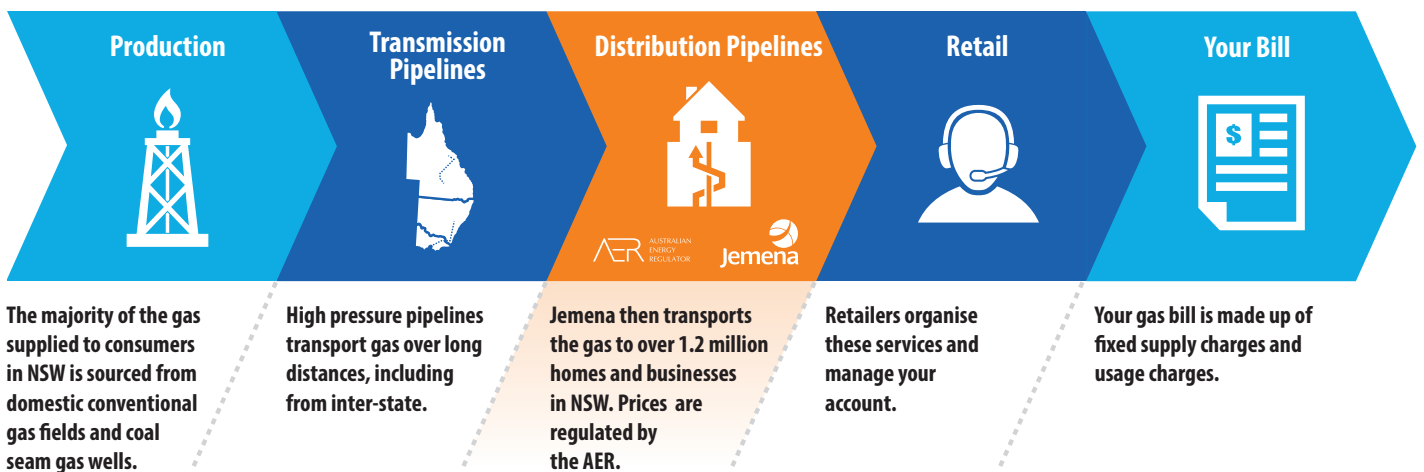 Production
Transmission
Pipelines
Distribution Pipelines
Retail
Your Bill
$
AER
AUSTRALIAN
ENERGY
REGULATOR
Jemena
The majority of the gas
supplied to consumers
in NSW is sourced from
domestic conventional
gas fields and coal
seam gas wells.
High pressure pipelines
transport gas over long
distances, including
from inter-state.
Jemena then transports
the gas to over 1.2 million
homes and businesses
in NSW. Prices are
regulated by
the AER.
Retailers organise
these services and
manage your
account.
Your gas bill is made up of
fixed supply charges and
usage charges.